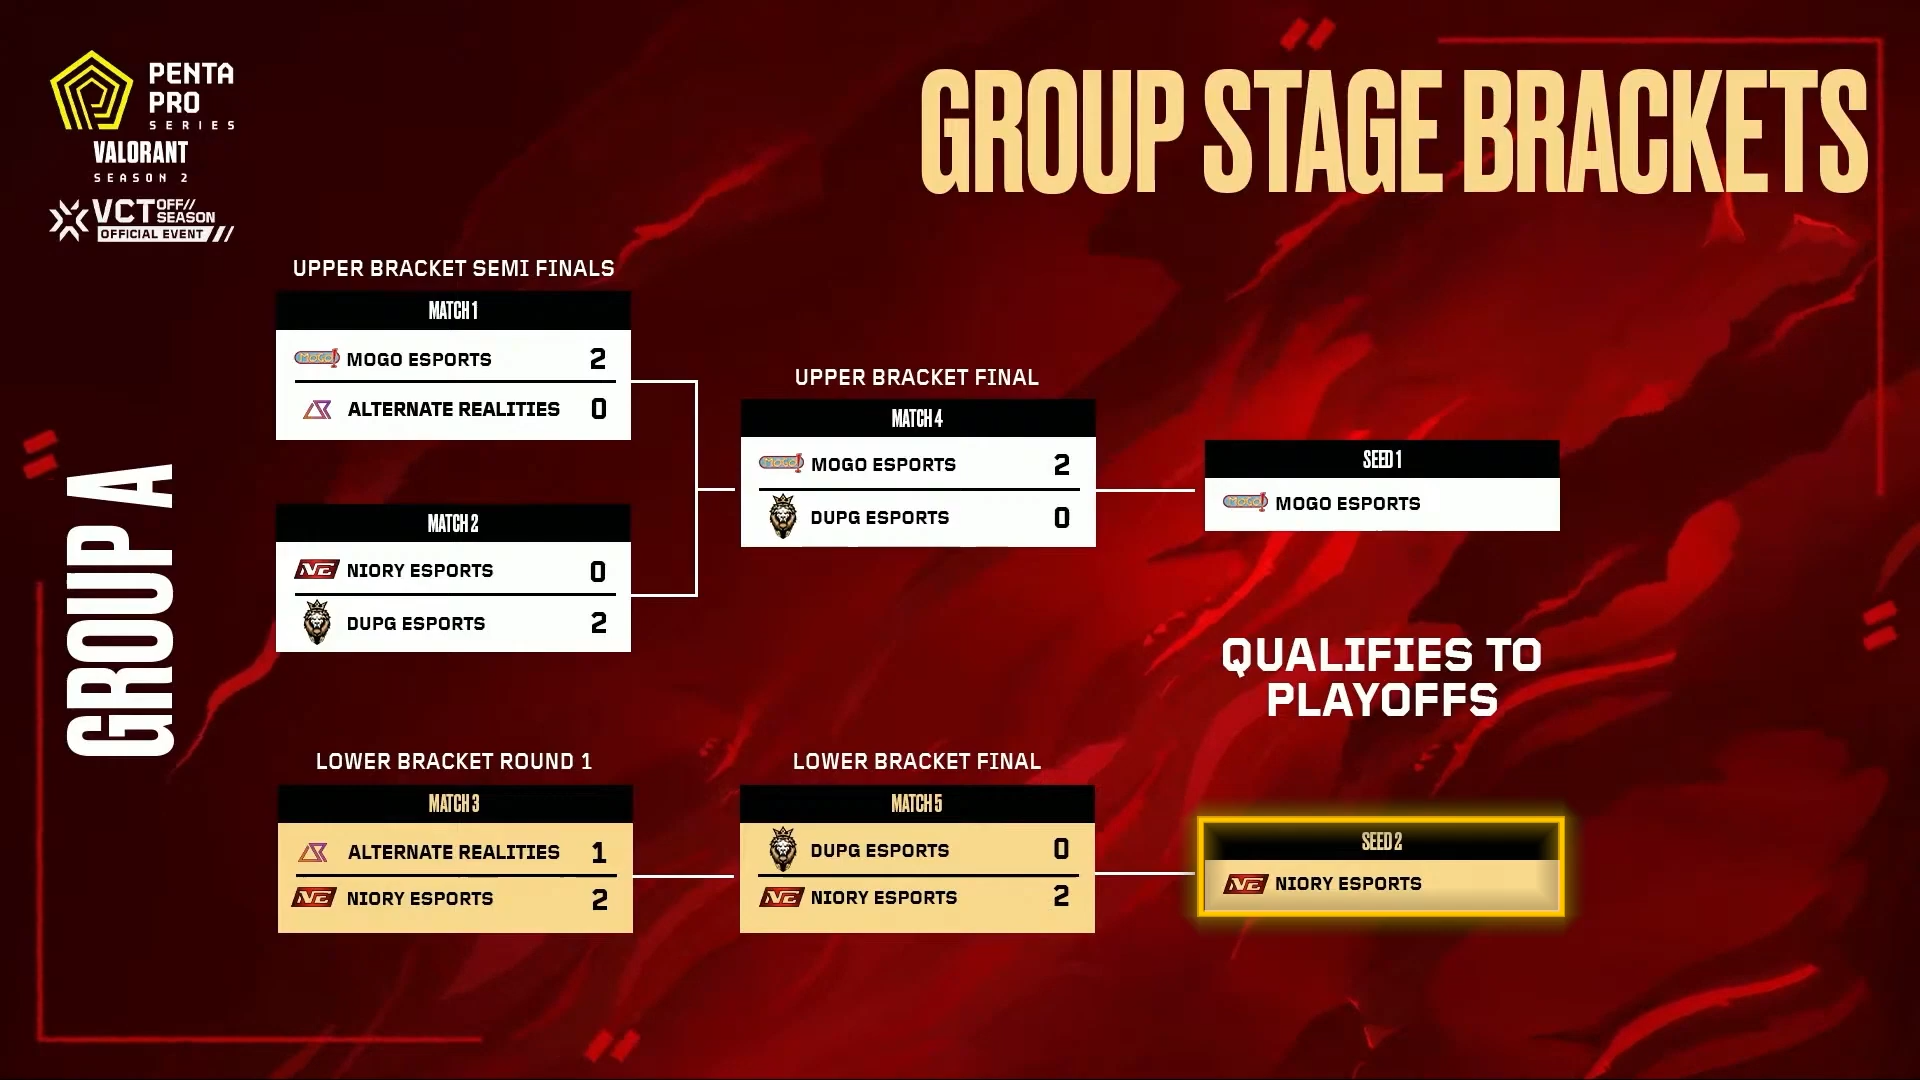 PENTA
PRO
SERIES
VALORANT
SEASON 2
VCT OFF//
SEASON
OFFICIAL EVENT
GROUP STAGE BRACKETS
GROUP A
UPPER BRACKET SEMI FINALS
MATCH 1
MOGO ESPORTS 2
ALTERNATE REALITIES 0
MATCH 2
NIORY ESPORTS 0
DUPG ESPORTS 2
UPPER BRACKET FINAL
MATCH 4
MOGO ESPORTS 2
DUPG ESPORTS 0
SEED 1
MOGO ESPORTS
QUALIFIES TO
PLAYOFFS
LOWER BRACKET ROUND 1
MATCH 3
ALTERNATE REALITIES 1
NIORY ESPORTS 2
LOWER BRACKET FINAL
MATCH 5
DUPG ESPORTS 0
NIORY ESPORTS 2
SEED 2
NIORY ESPORTS